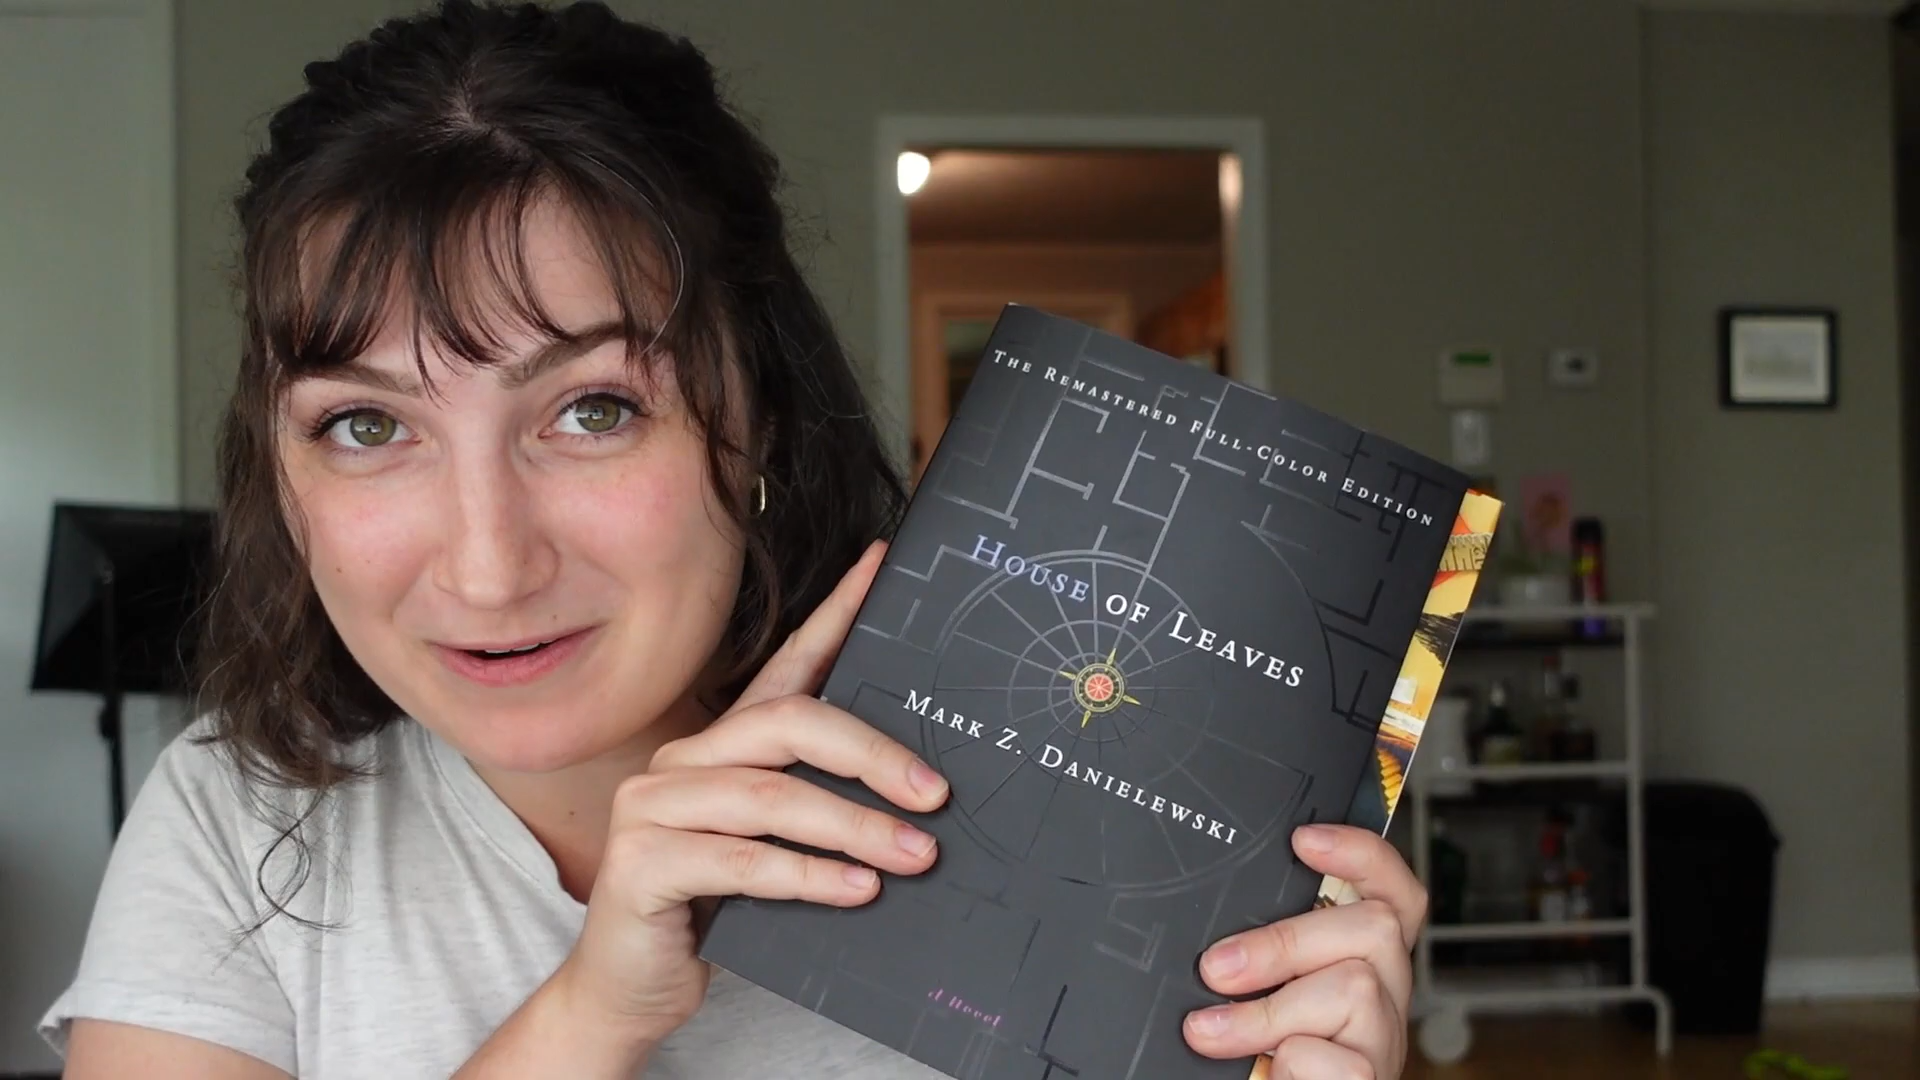 The Remastered Full-Color Edition
House of Leaves
Mark Z. Danielewski
A Novel